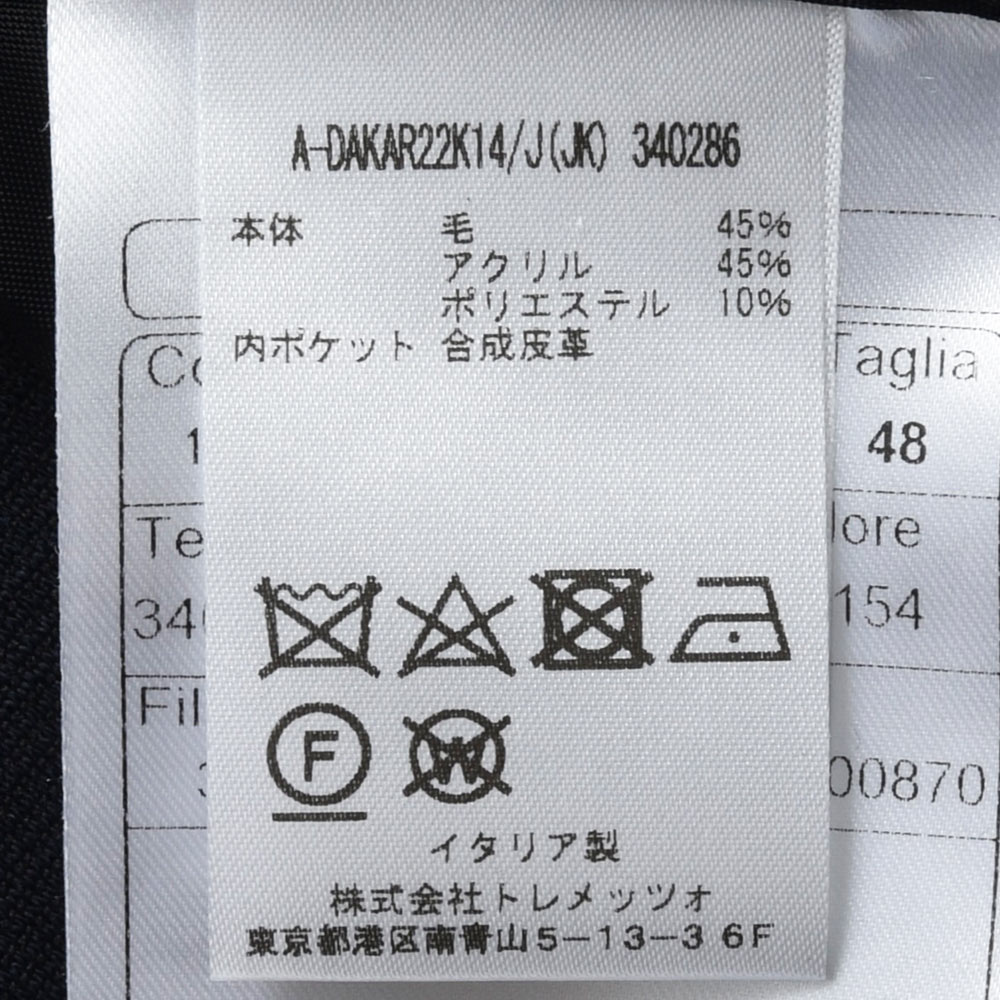 A-DAKAR22K14/J(JK) 340286
本体 毛 45%
アクリル 45%
ポリエステル 10%
内ポケット 合成皮革
Taglia
48
154
00870
F
W
イタリア製
株式会社トレメッツォ
東京都港区南青山5-13-3 6F